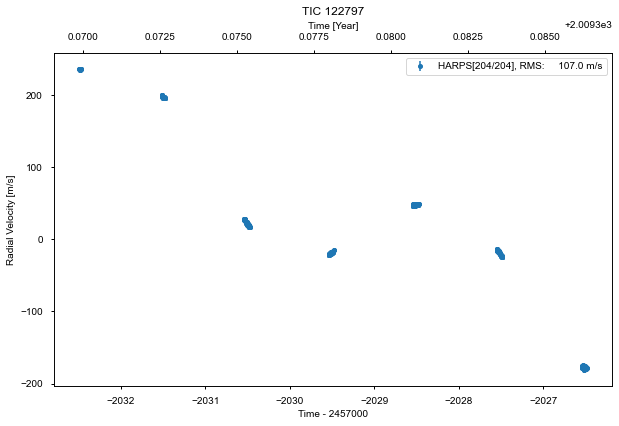 TIC 122797
Time [Year]
+2.0093e3
0.0700 0.0725 0.0750 0.0775 0.0800 0.0825 0.0850
HARPS[204/204], RMS: 107.0 m/s
Radial Velocity [m/s]
200
100
0
−100
−200
−2032 −2031 −2030 −2029 −2028 −2027
Time - 2457000